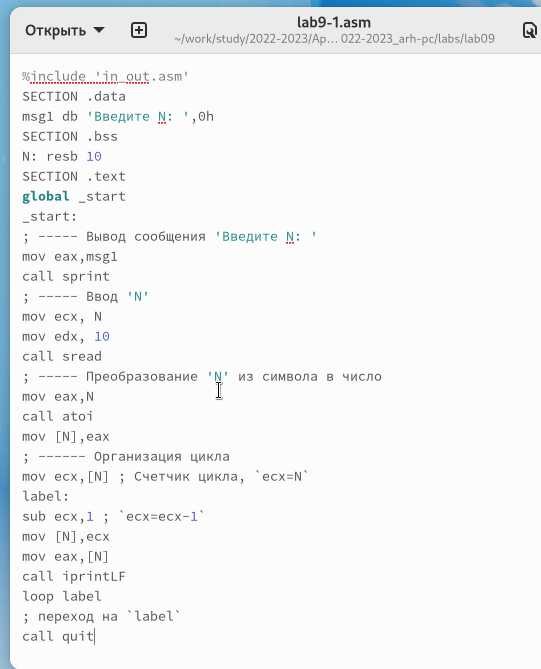 Открыть
lab9-1.asm
~/work/study/2022-2023/Ap… 022-2023_arh-pc/labs/lab09
%include 'in_out.asm'
SECTION .data
msg1 db 'Введите N: ',0h
SECTION .bss
N: resb 10
SECTION .text
global _start
_start:
; ----- Вывод сообщения 'Введите N: '
mov eax,msg1
call sprint
; ----- Ввод 'N'
mov ecx, N
mov edx, 10
call sread
; ----- Преобразование 'N' из символа в число
mov eax,N
call atoi
mov [N],eax
; ------ Организация цикла
mov ecx,[N] ; Счетчик цикла, `ecx=N`
label:
sub ecx,1 ; `ecx=ecx-1`
mov [N],ecx
mov eax,[N]
call iprintLF
loop label
; переход на `label`
call quit